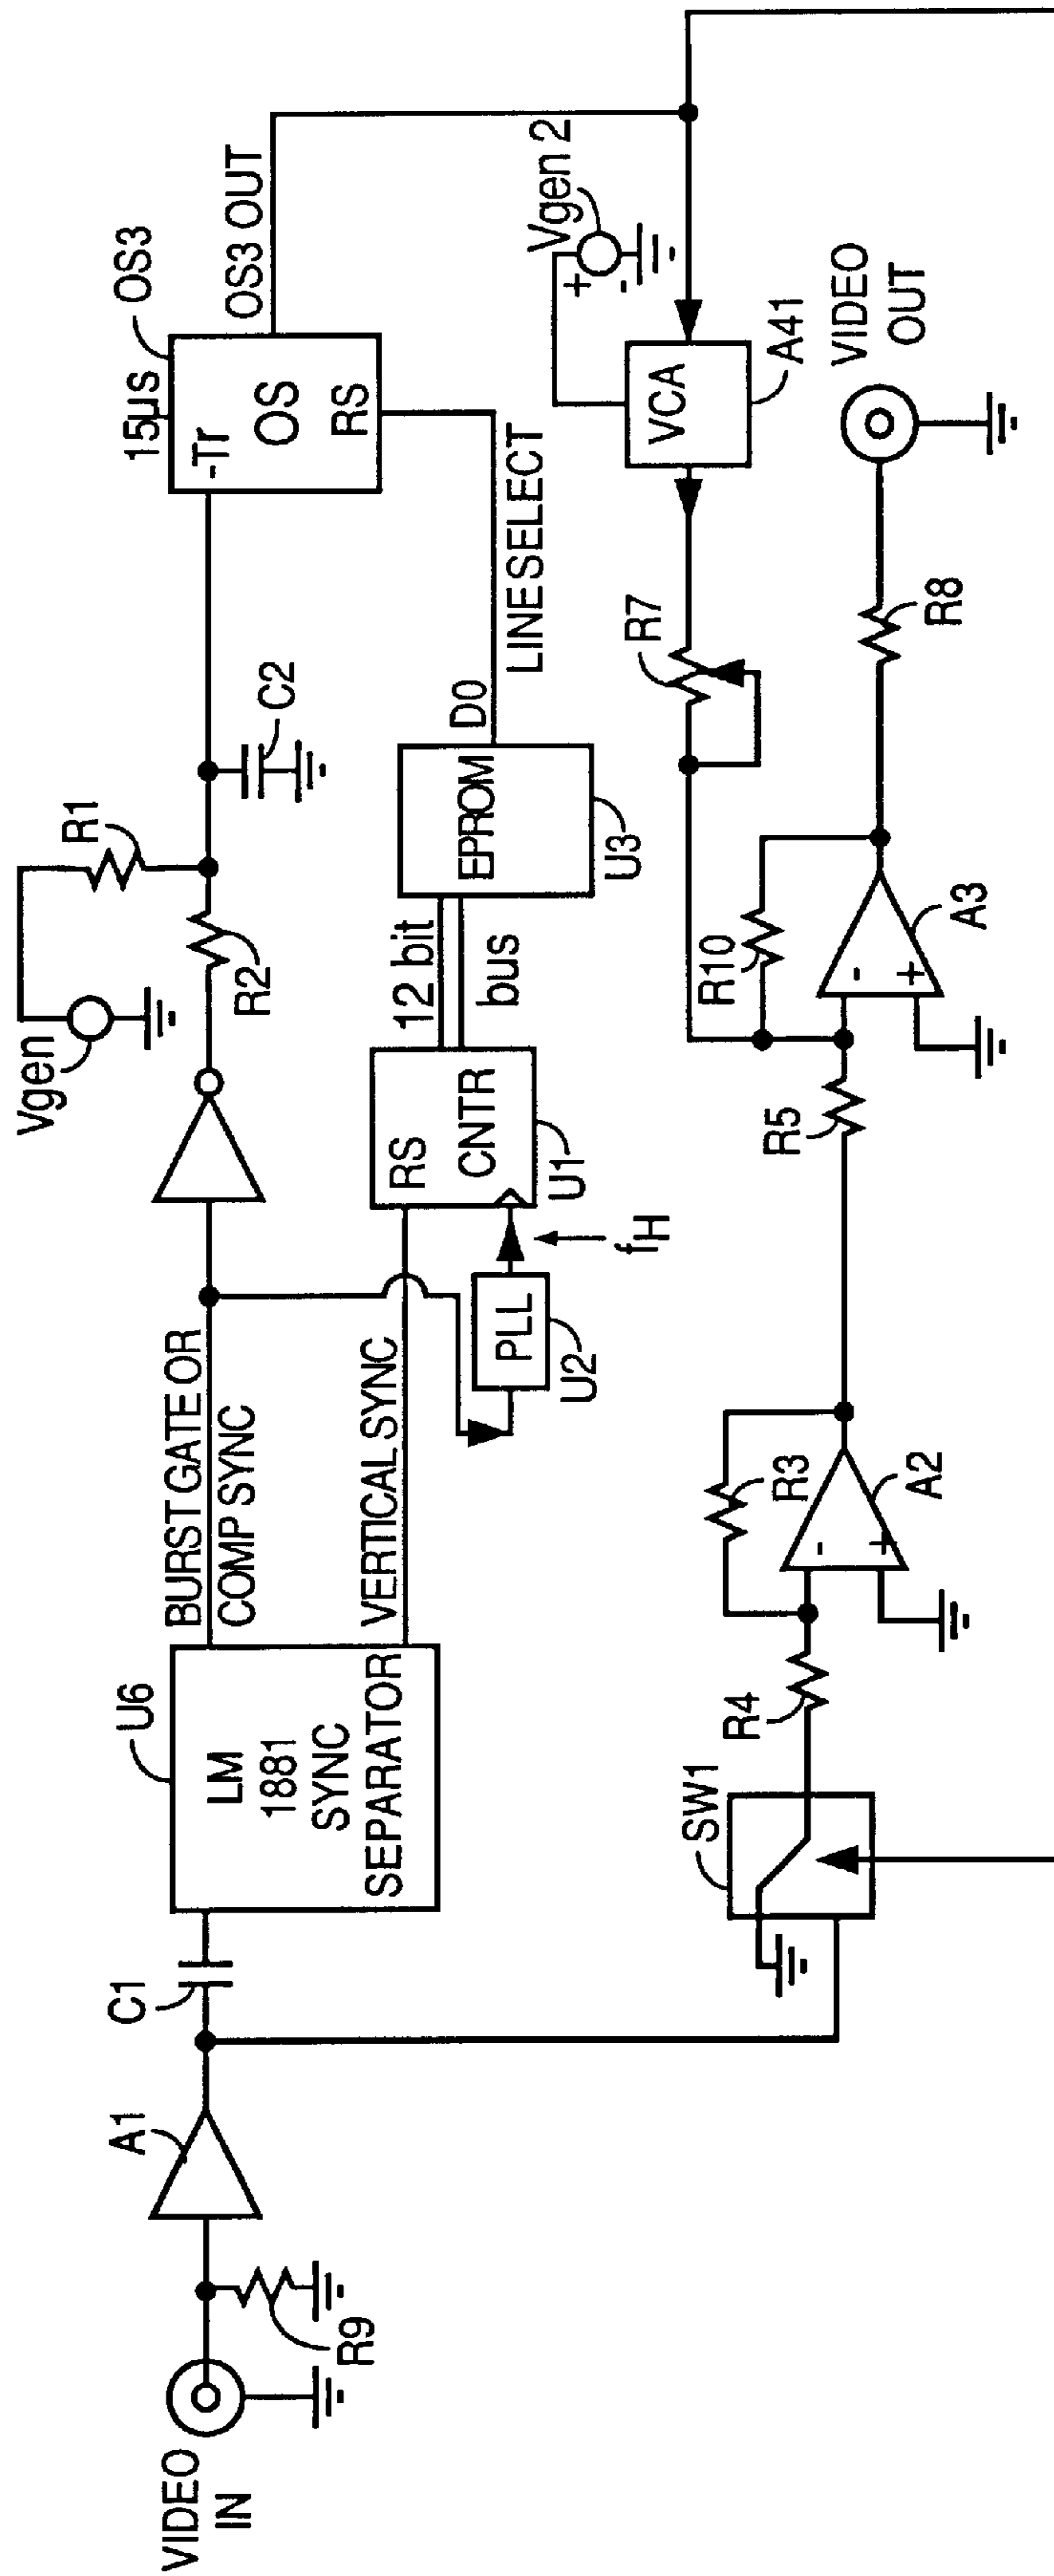 VIDEO
IN
R9
A1
C1
U6
LM
1881
SYNC
SEPARATOR
BURST GATE OR
COMP SYNC
VERTICAL SYNC
Vgen
R2
R1
C2
15µs
OS3
-Tr
OS
RS
OS3 OUT
PLL
U2
fH
RS
CNTR
U1
12 bit
bus
EPROM
U3
D0
LINE SELECT
Vgen 2
+
-
VCA
A41
R7
SW1
R4
R3
-
+
A2
R5
R10
-
+
A3
R8
VIDEO
OUT